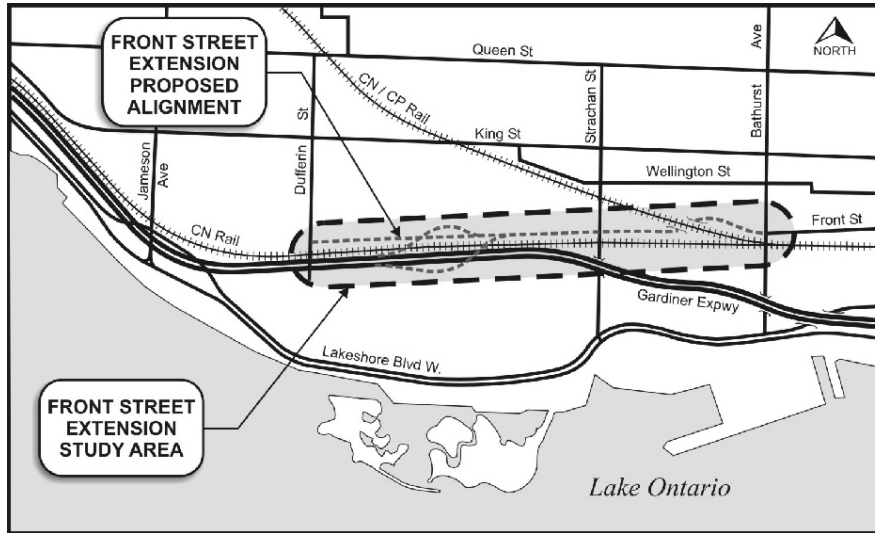 FRONT STREET
EXTENSION
PROPOSED
ALIGNMENT
Queen St
Ave
NORTH
CN / CP Rail
St
Strachan St
Bathurst
King St
Jameson
Ave
Dufferin
Wellington St
CN Rail
Front St
Gardiner Expwy
Lakeshore Blvd W.
FRONT STREET
EXTENSION
STUDY AREA
Lake Ontario